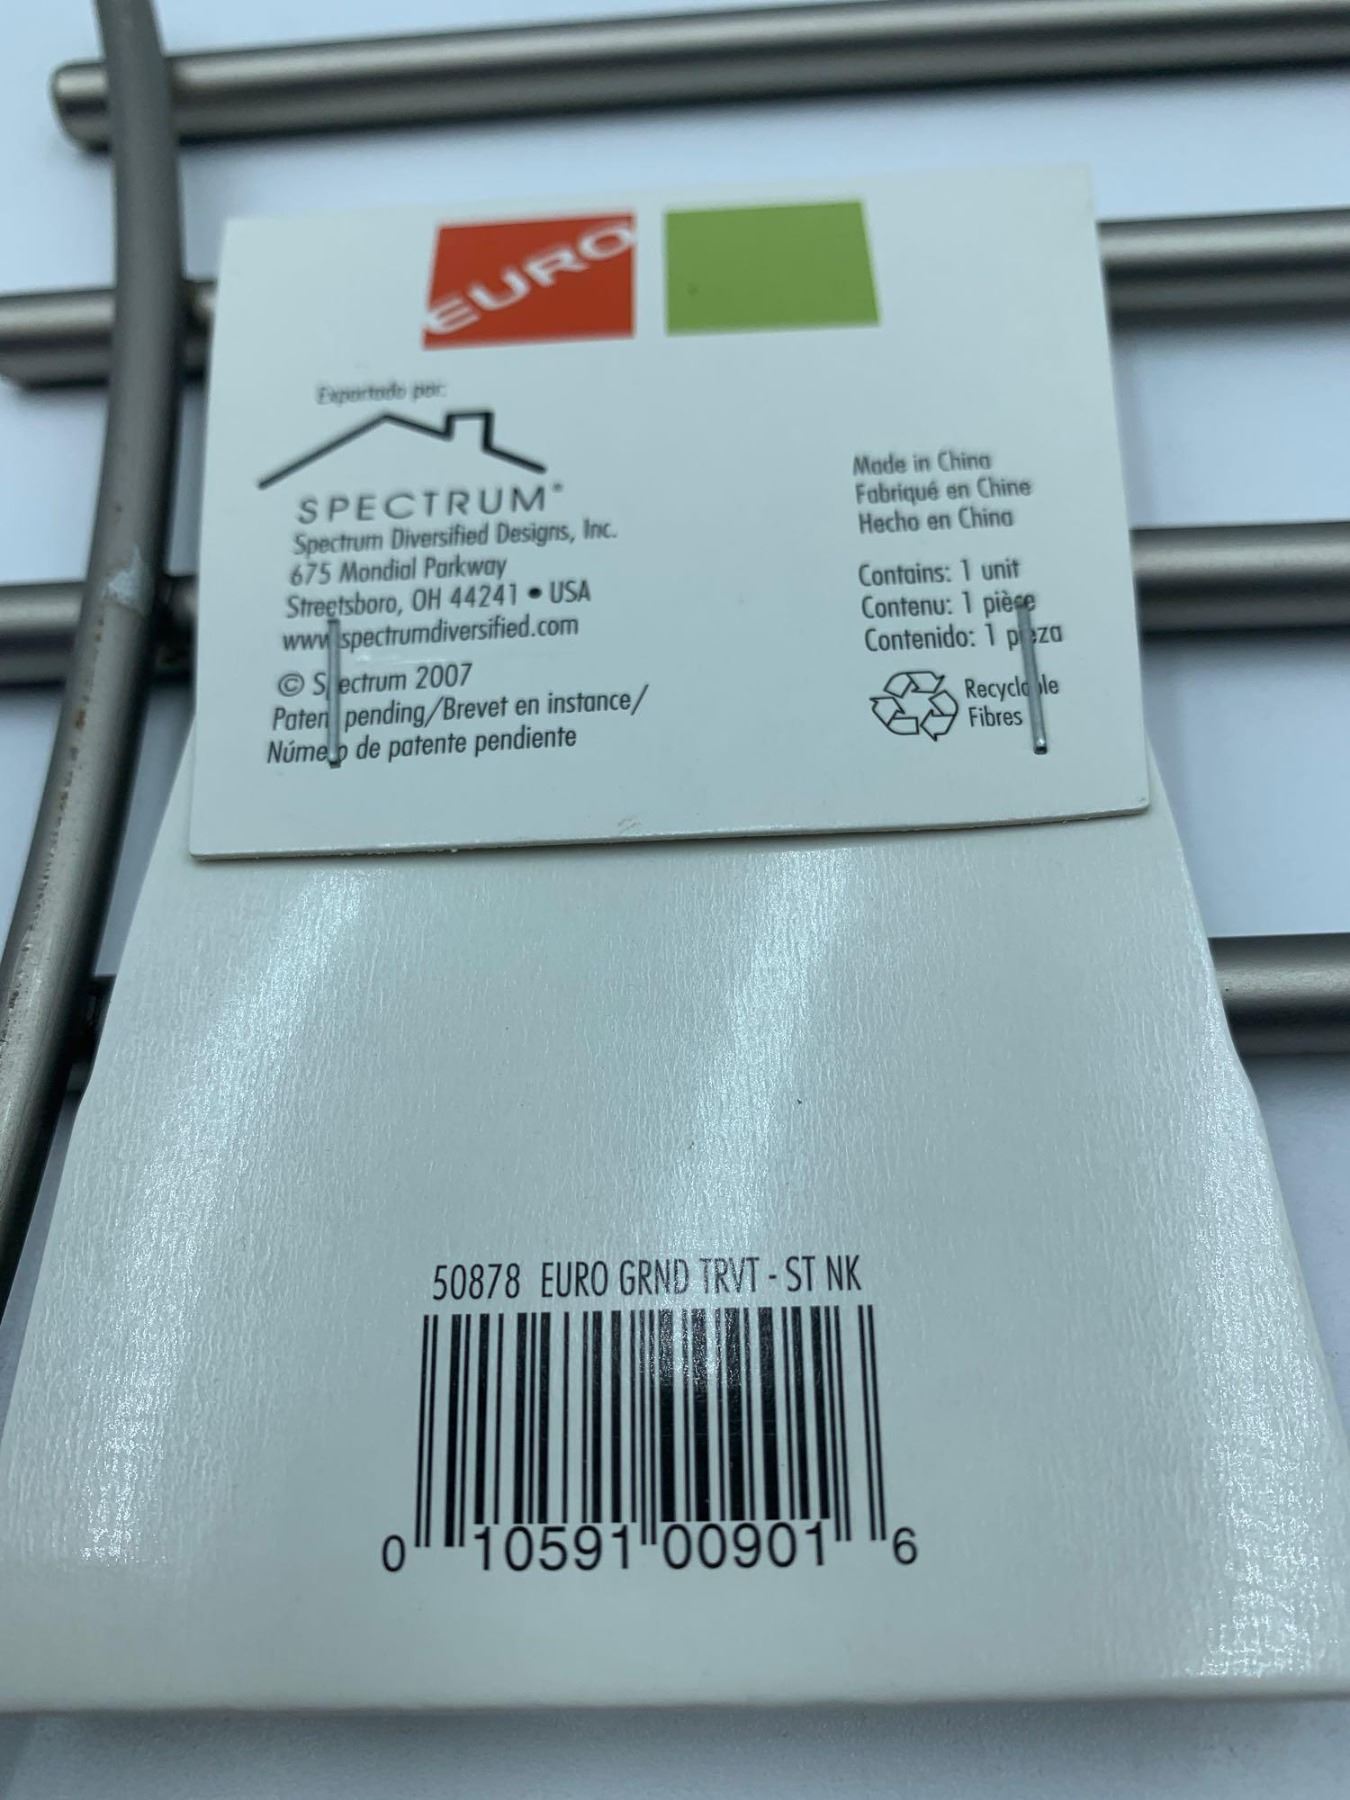 EURO
Exportado por:
SPECTRUM®
Spectrum Diversified Designs, Inc.
675 Mondial Parkway
Streetsboro, OH 44241 • USA
www.spectrumdiversified.com
© Spectrum 2007
Patent pending/Brevet en instance/
Número de patente pendiente
Made in China
Fabriqué en Chine
Hecho en China
Contains: 1 unit
Contenu: 1 pièce
Contenido: 1 pieza
Recyclable
Fibres
50878 EURO GRND TRVT - ST NK
0 10591 00901 6